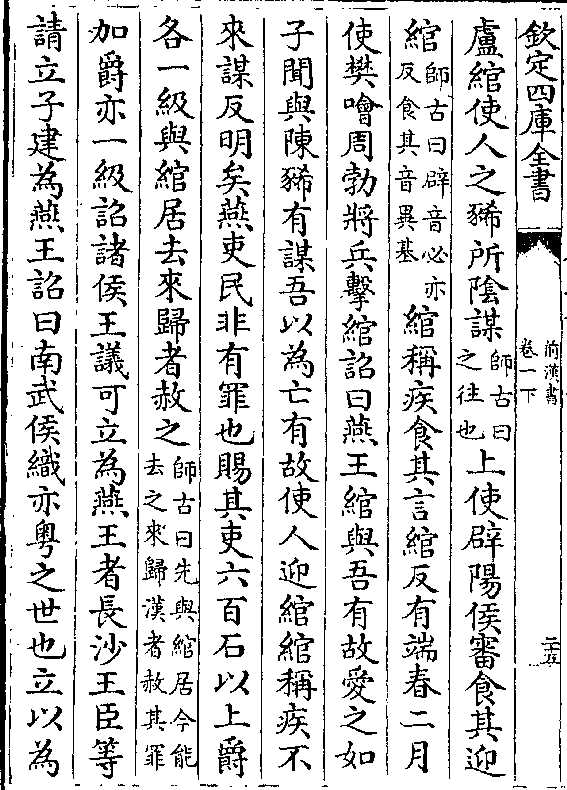 欽定四庫全書
前漢書
卷一下
二十五
盧綰使人之豨所陰謀師古曰之往也上使辟陽侯審食其迎
綰師古曰辟音必亦反食其音異基綰稱疾食其言綰反有端春二月
使樊噲周勃將兵擊綰詔曰燕王綰與吾有故愛之如
子聞與陳豨有謀吾以為亡有故使人迎綰綰稱疾不
來謀反明矣燕吏民非有罪也賜其吏六百石以上爵
各一級與綰居去來歸者赦之師古曰先與綰居今能去之來歸漢者赦其罪
加爵亦一級詔諸侯王議可立為燕王者長沙王臣等
請立子建為燕王詔曰南武侯織亦粵之世也立以為